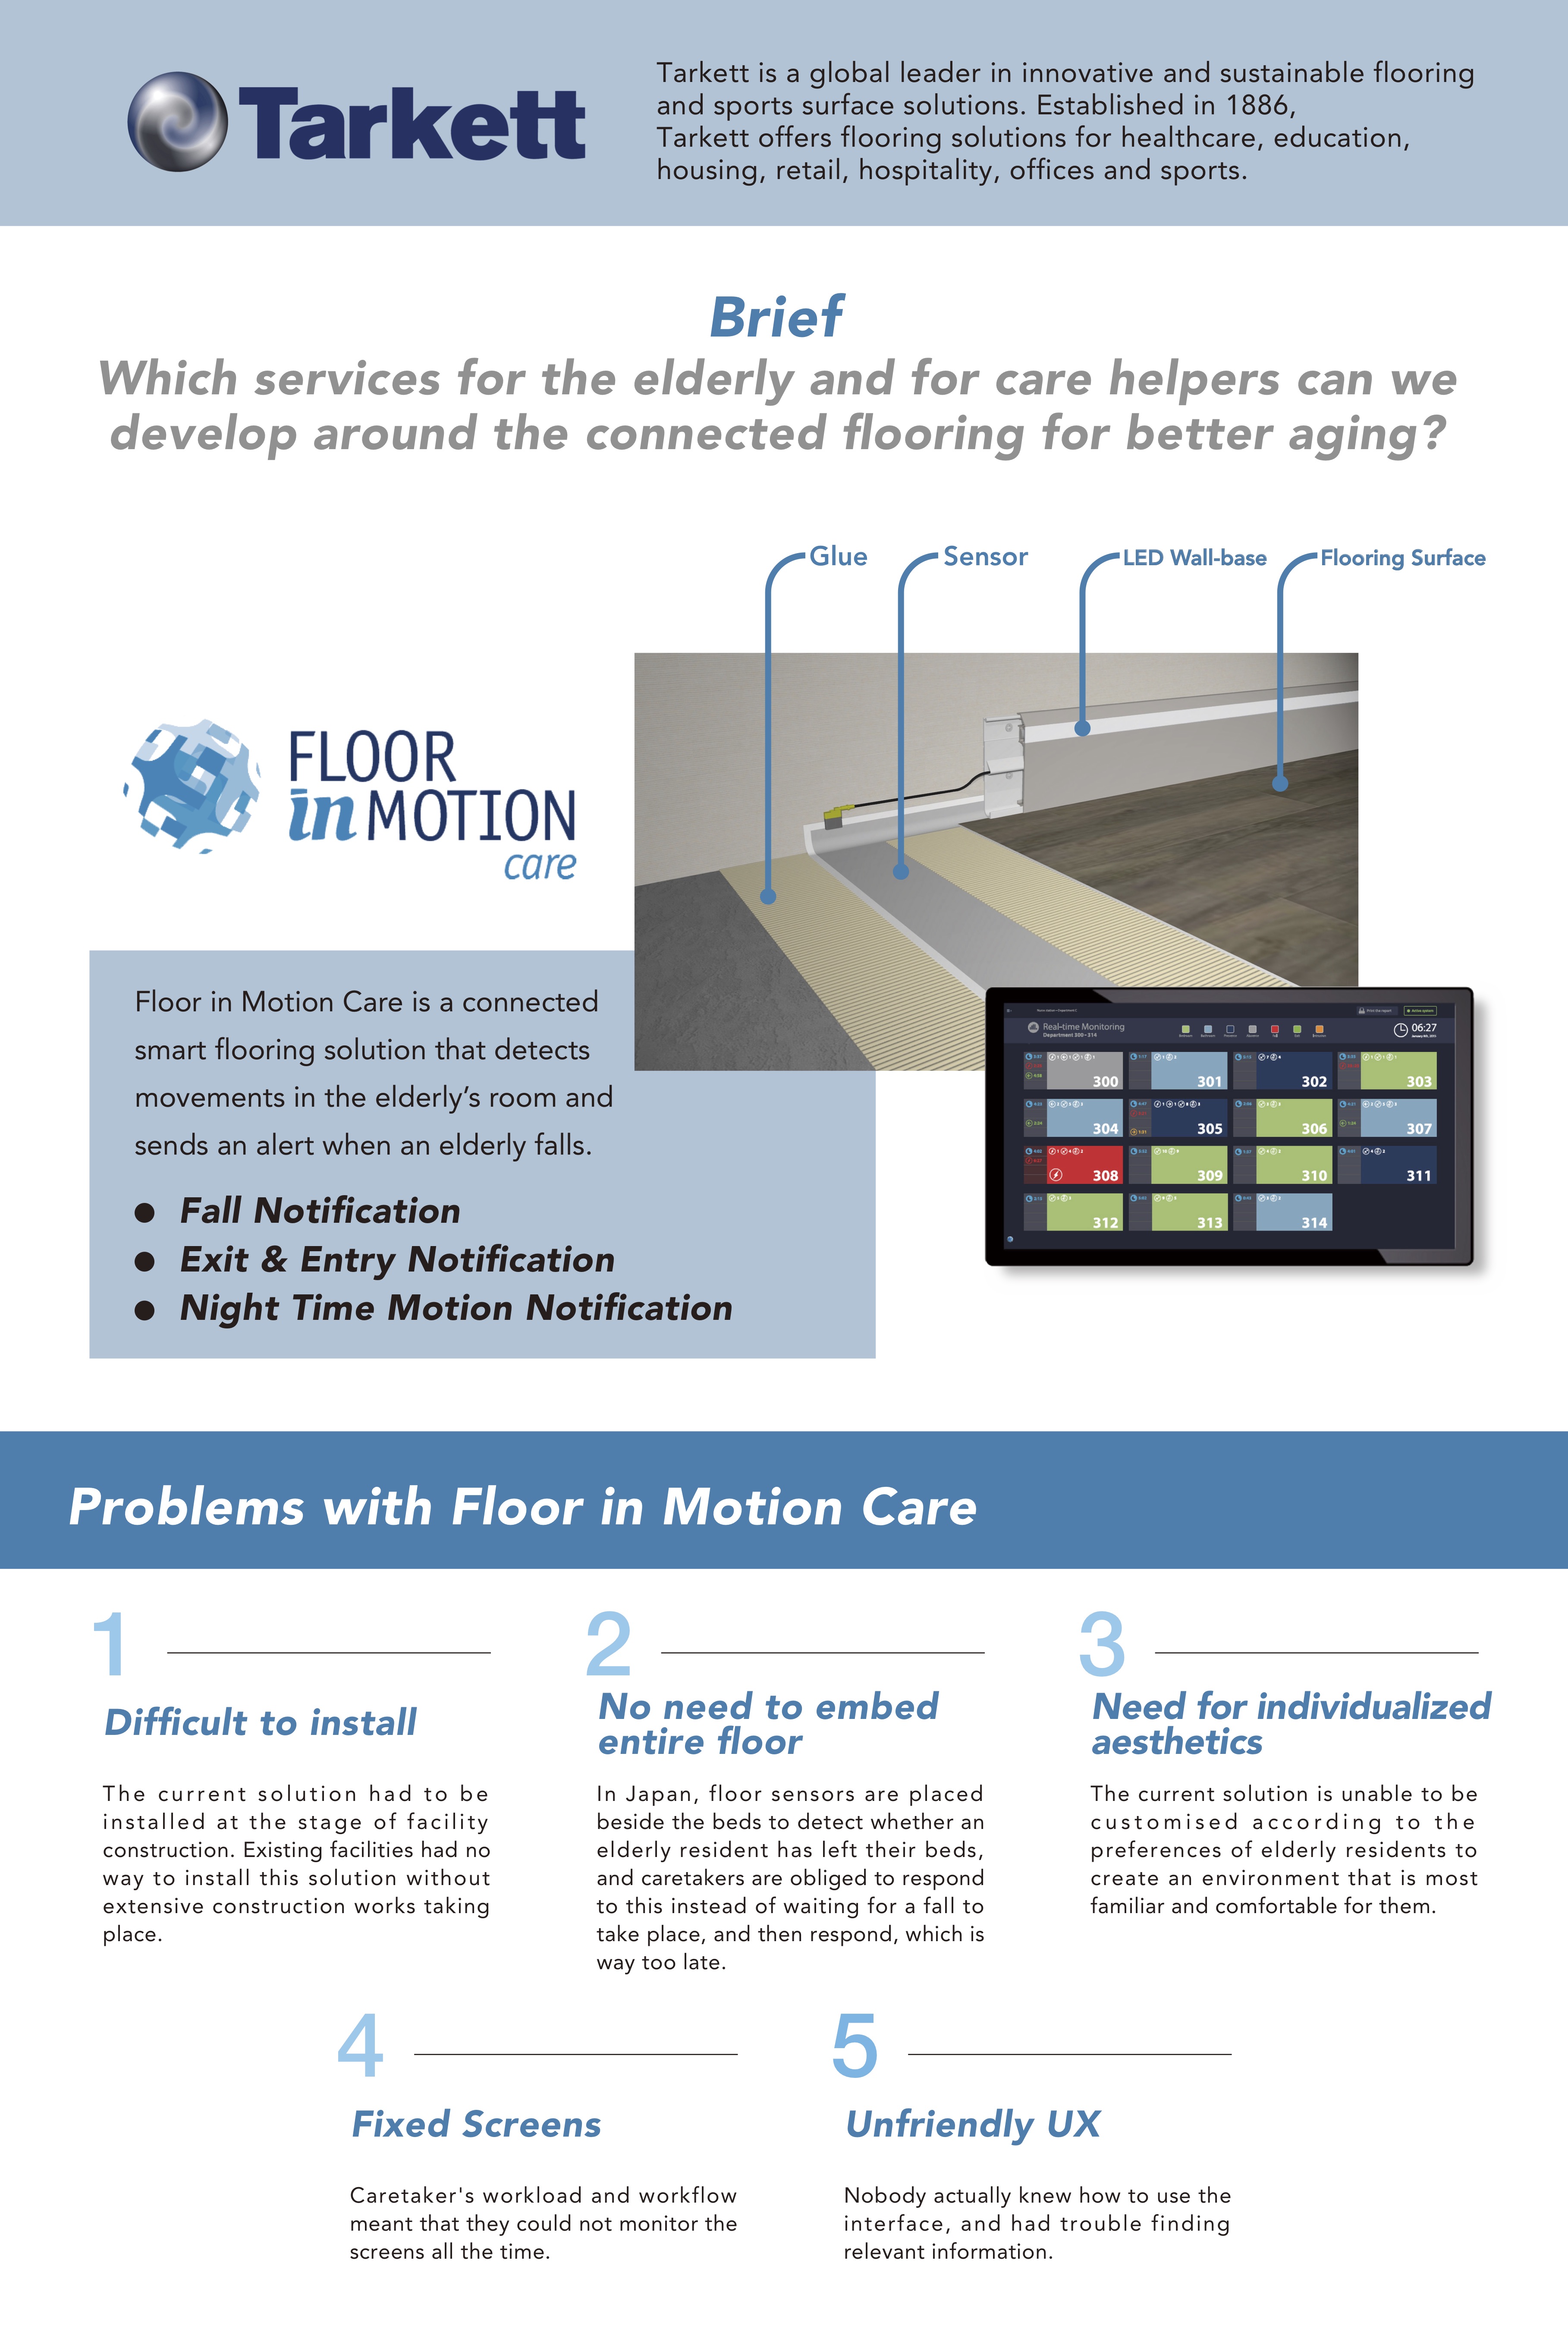 Tarkett
Tarkett is a global leader in innovative and sustainable flooring
and sports surface solutions. Established in 1886,
Tarkett offers flooring solutions for healthcare, education,
housing, retail, hospitality, offices and sports.
Brief
Which services for the elderly and for care helpers can we
develop around the connected flooring for better aging?
Glue
Sensor
LED Wall-base
Flooring Surface
FLOOR
in MOTION
care
Floor in Motion Care is a connected
smart flooring solution that detects
movements in the elderly’s room and
sends an alert when an elderly falls.
● Fall Notification
● Exit & Entry Notification
● Night Time Motion Notification
Real-time Monitoring
Department 300-314
06:27
300
301
302
303
304
305
306
307
308
309
310
311
312
313
314
Problems with Floor in Motion Care
1
Difficult to install
The current solution had to be
installed at the stage of facility
construction. Existing facilities had no
way to install this solution without
extensive construction works taking
place.
2
No need to embed
entire floor
In Japan, floor sensors are placed
beside the beds to detect whether an
elderly resident has left their beds,
and caretakers are obliged to respond
to this instead of waiting for a fall to
take place, and then respond, which is
way too late.
3
Need for individualized
aesthetics
The current solution is unable to be
customised according to the
preferences of elderly residents to
create an environment that is most
familiar and comfortable for them.
4
Fixed Screens
Caretaker's workload and workflow
meant that they could not monitor the
screens all the time.
5
Unfriendly UX
Nobody actually knew how to use the
interface, and had trouble finding
relevant information.